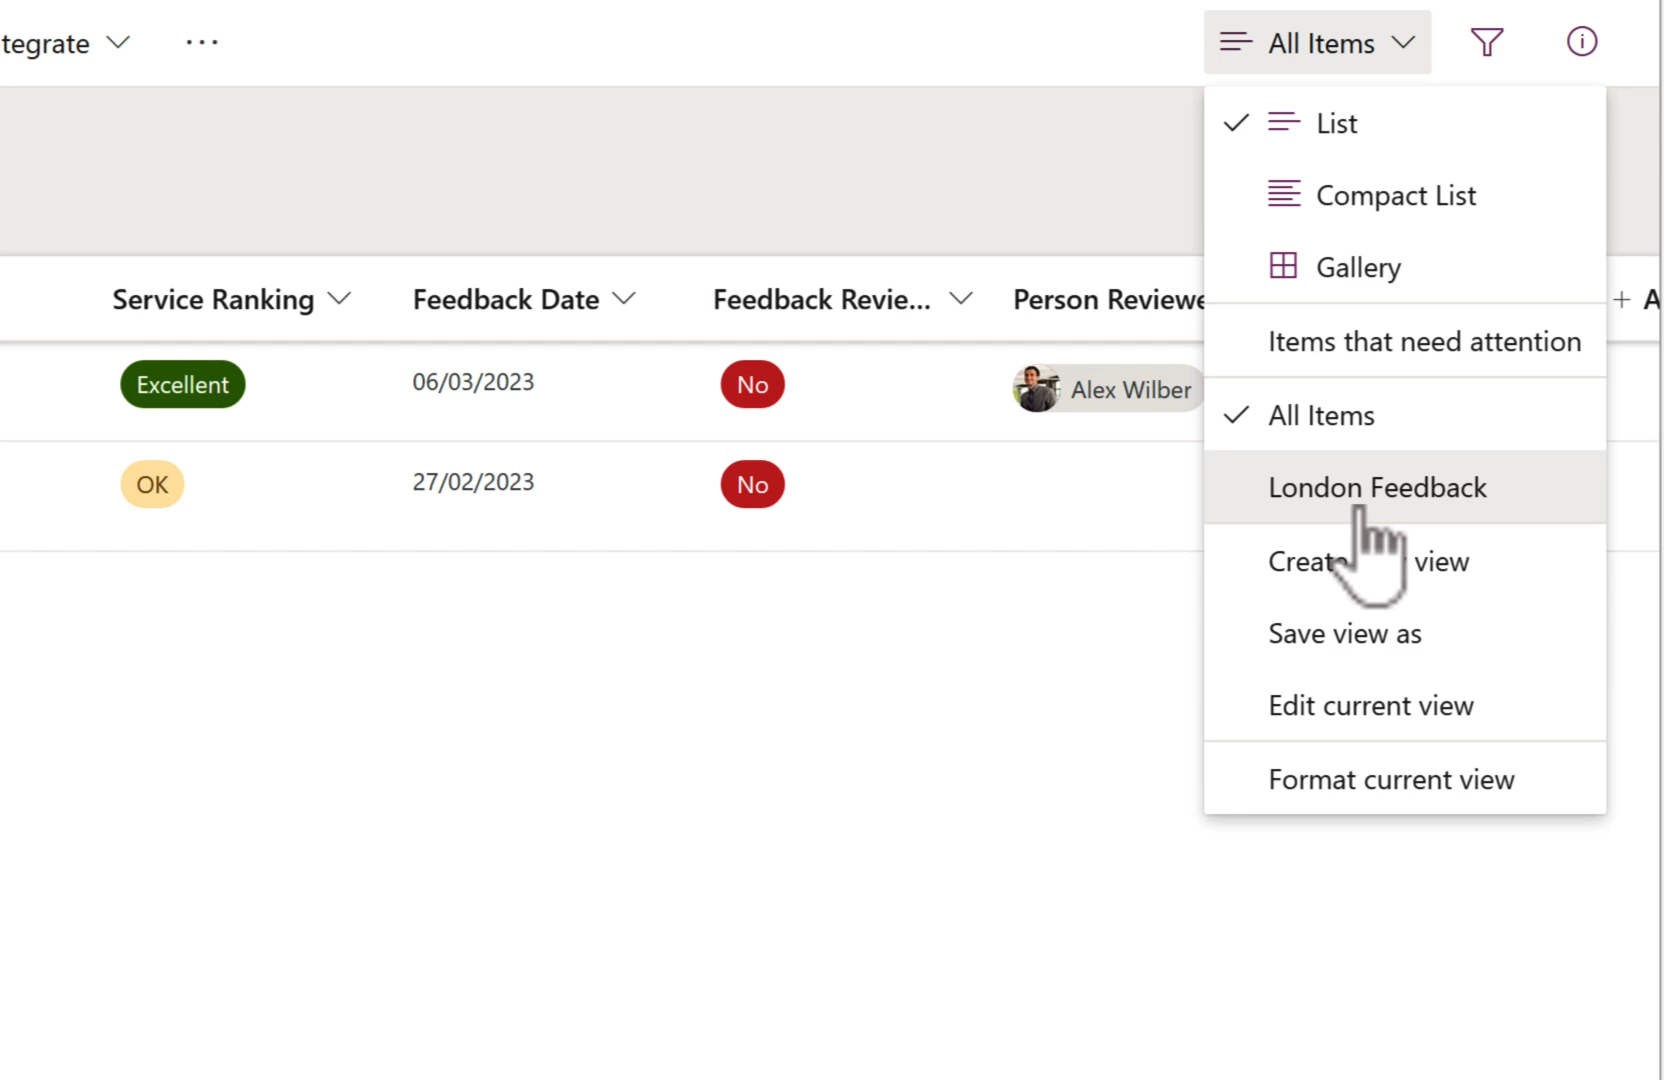 tegrate
...
All Items
List
Compact List
Gallery
Service Ranking
Feedback Date
Feedback Revie...
Person Reviewe
+ A
Items that need attention
Excellent
06/03/2023
No
Alex Wilber
All Items
OK
27/02/2023
No
London Feedback
Creat view
Save view as
Edit current view
Format current view